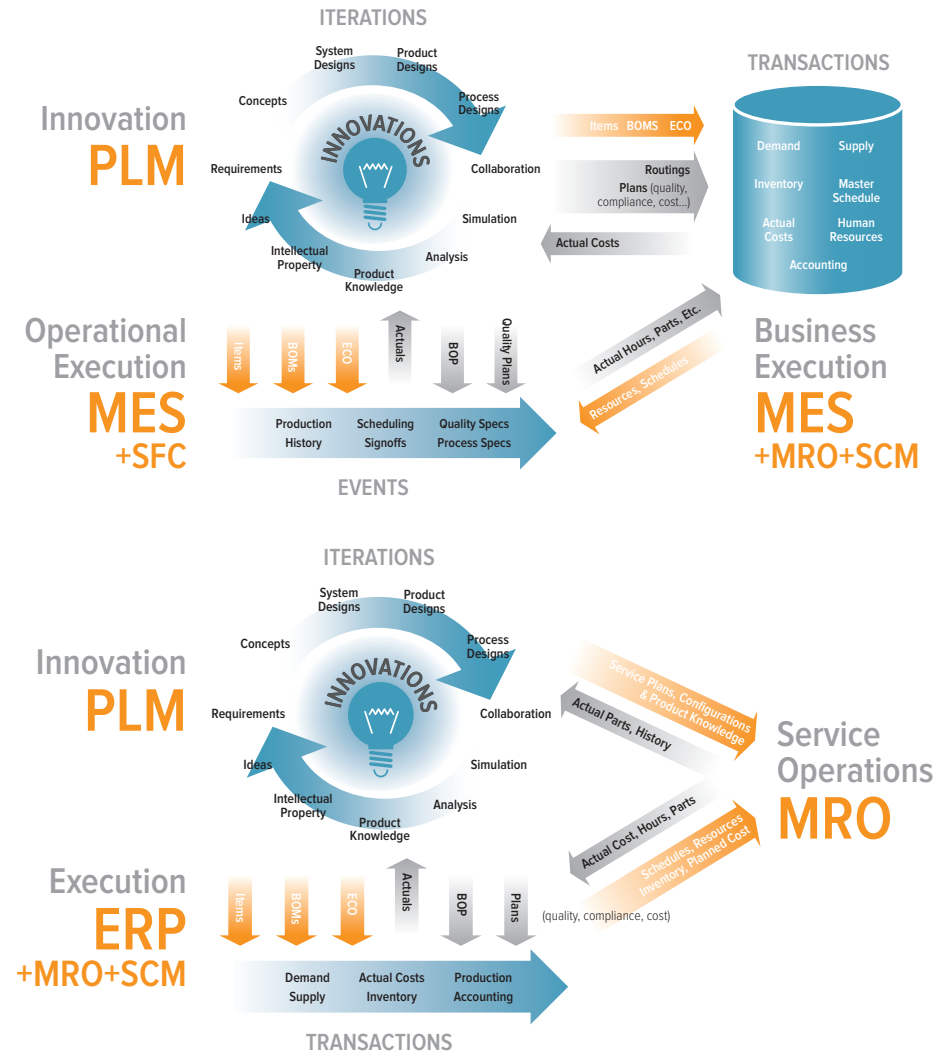 ITERATIONS
System
Designs
Product
Designs
Concepts
Process
Designs
INNOVATIONS
Requirements
Collaboration
Ideas
Simulation
Intellectual
Property
Analysis
Product
Knowledge
Innovation
PLM
Items BOMS ECO
Routings
Plans (quality,
compliance, cost...)
Actual Costs
TRANSACTIONS
Demand Supply
Inventory Master
Schedule
Actual
Costs
Human
Resources
Accounting
Operational
Execution
MES
+SFC
Items
BOMs
ECO
Actuals
BOP
Quality Plans
Production
History
Scheduling
Signoffs
Quality Specs
Process Specs
EVENTS
Actual Hours, Parts, Etc.
Resources, Schedules
Business
Execution
MES
+MRO+SCM
ITERATIONS
System
Designs
Product
Designs
Concepts
Process
Designs
INNOVATIONS
Requirements
Collaboration
Ideas
Simulation
Intellectual
Property
Analysis
Product
Knowledge
Innovation
PLM
Service Plans, Configurations
& Product Knowledge
Actual Parts, History
Service
Operations
MRO
Actual Cost, Hours, Parts
Schedules, Resources
Inventory, Planned Cost
Execution
ERP
+MRO+SCM
Items
BOMs
ECO
Actuals
BOP
Plans
(quality, compliance, cost)
Demand
Supply
Actual Costs
Inventory
Production
Accounting
TRANSACTIONS